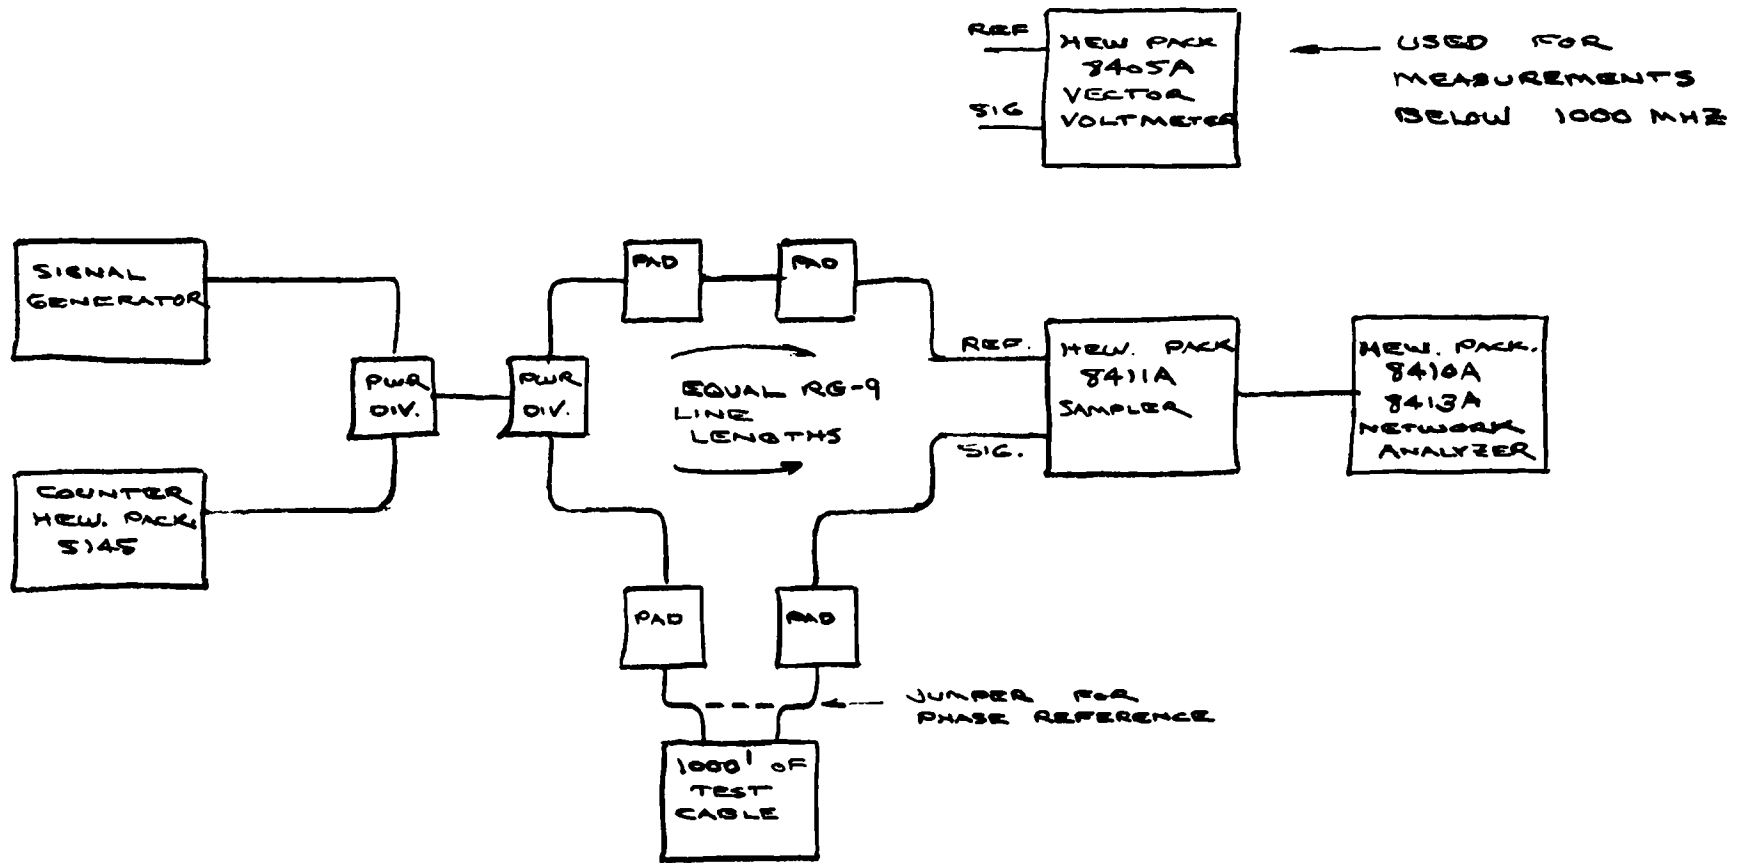 REF
SIG
HEW PACK
8405A
VECTOR
VOLTMETER
USED FOR
MEASUREMENTS
BELOW 1000 MHZ
SIGNAL
GENERATOR
COUNTER
HEW. PACK.
5145
PWR
DIV.
PWR
DIV.
PAD
PAD
EQUAL RG-9
LINE
LENGTHS
REF.
SIG.
HEW. PACK
8411A
SAMPLER
HEW. PACK.
8410A
8413A
NETWORK
ANALYZER
PAD
PAD
JUMPER FOR
PHASE REFERENCE
1000' OF
TEST
CABLE